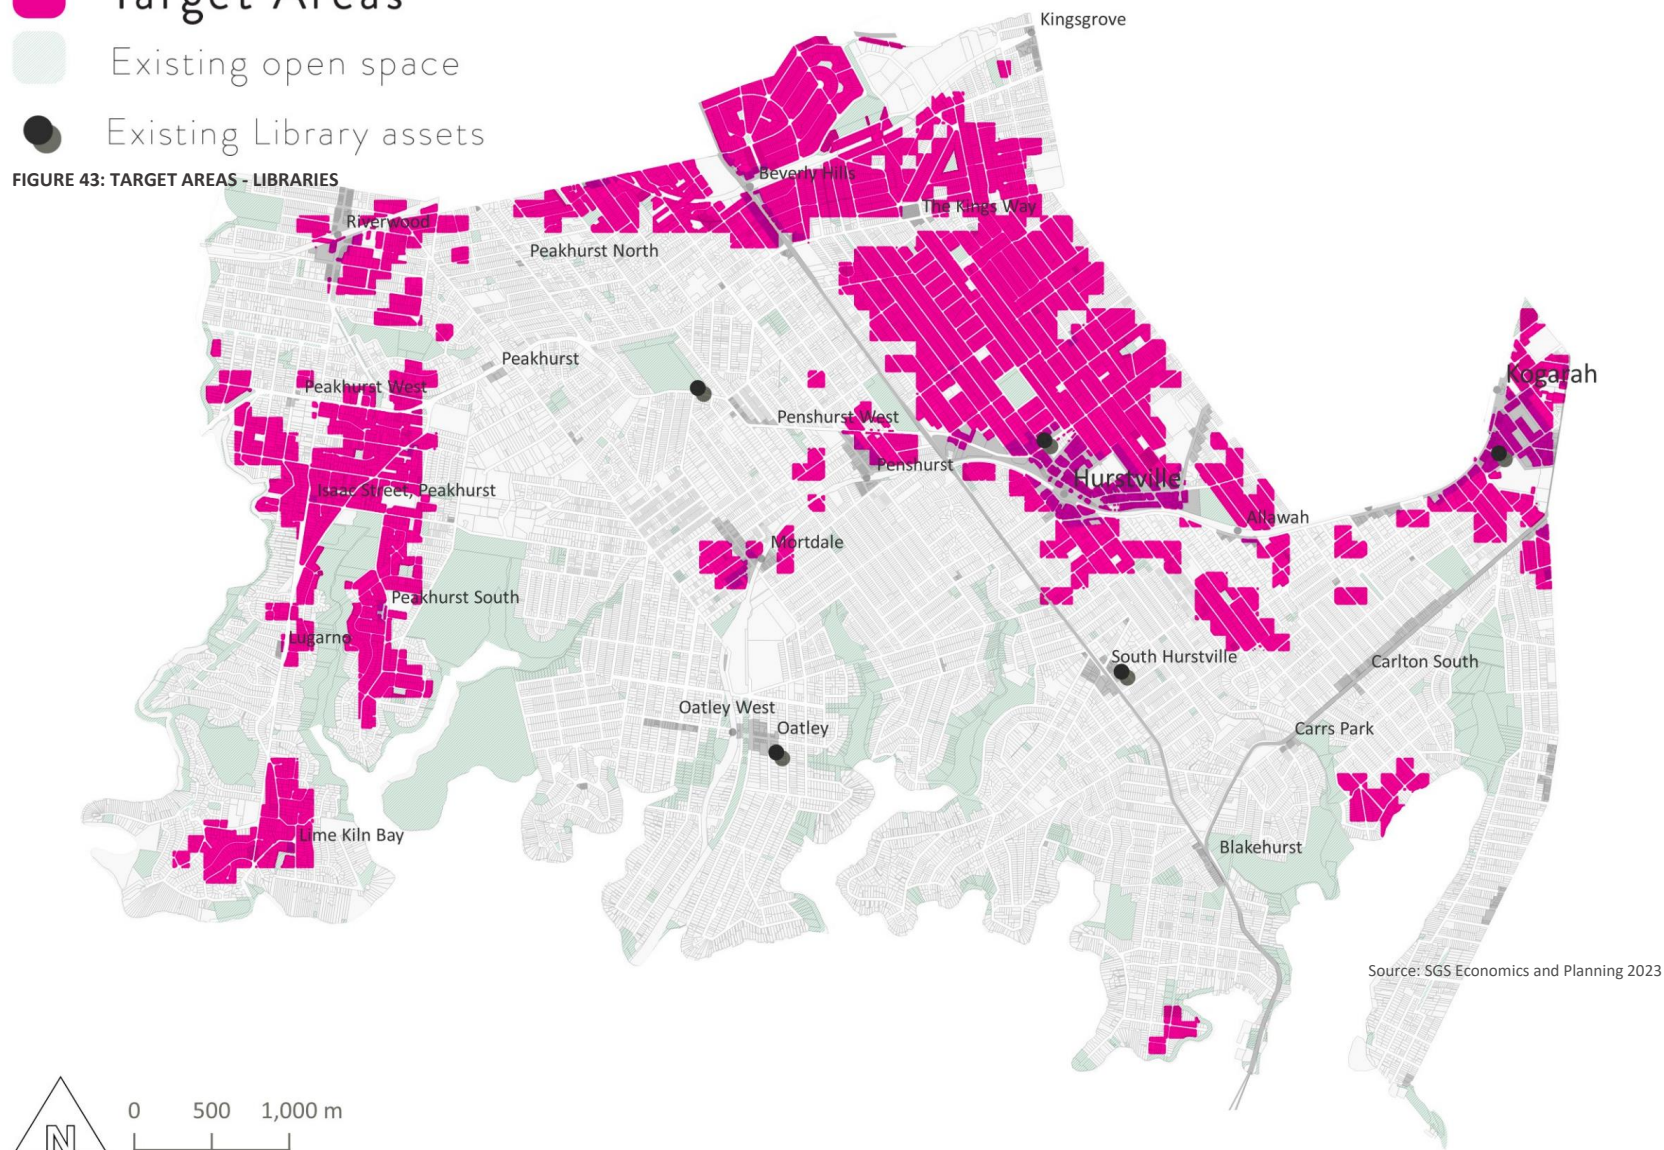 Target Areas
Existing open space
Existing Library assets
FIGURE 43: TARGET AREAS - LIBRARIES
Kingsgrove
Beverly Hills
The Kings Way
Riverwood
Peakhurst North
Peakhurst
Kogarah
Peakhurst West
Penshurst West
Penshurst
Hurstville
Isaac Street, Peakhurst
Allawah
Mortdale
Peakhurst South
Lugarno
South Hurstville
Carlton South
Oatley West
Oatley
Carrs Park
Lime Kiln Bay
Blakehurst
Source: SGS Economics and Planning 2023
N
0 500 1,000 m